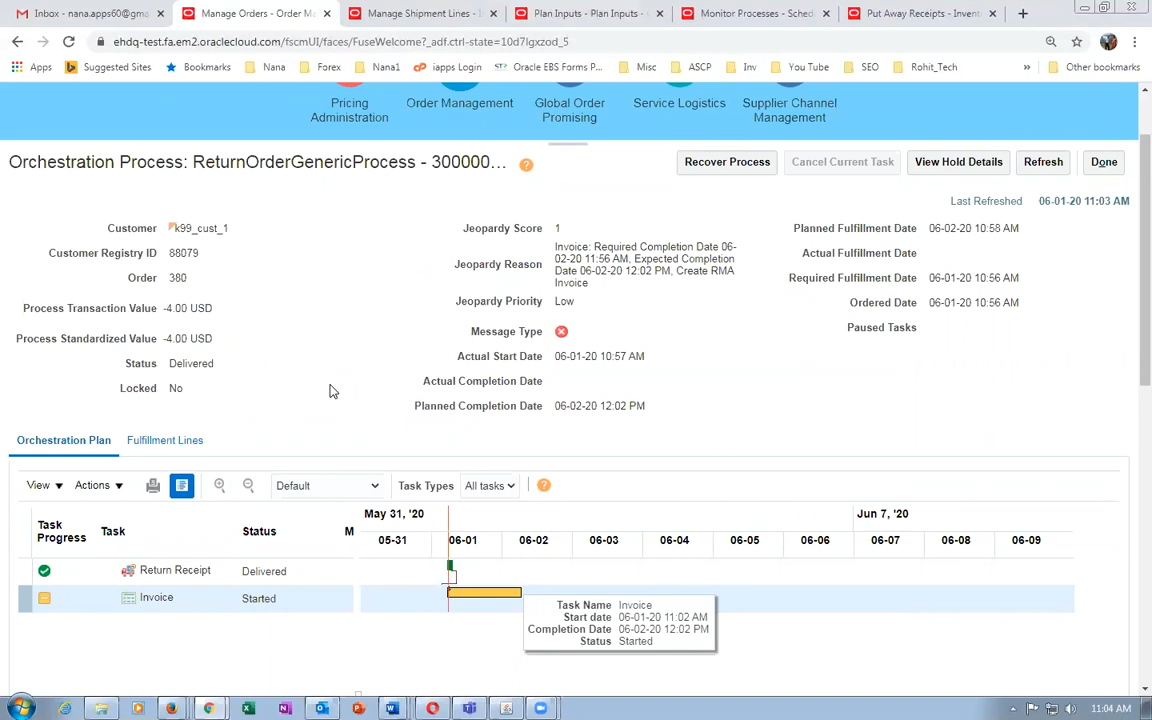 Inbox - nana.apps60@gma
Manage Orders - Order Ma
Manage Shipment Lines - I
Plan Inputs - Plan Inputs -
Monitor Processes - Sched
Put Away Receipts - Invent
ehdq-test.fa.em2.oraclecloud.com/fscmUI/faces/FuseWelcome?_adf.ctrl-state=10d7lgxzod_5
Apps
Suggested Sites
Bookmarks
Nana
Forex
Nana1
iapps Login
Oracle EBS Forms P...
Misc
ASCP
Inv
You Tube
SEO
Rohit_Tech
»
Other bookmarks
Pricing
Administration
Order Management
Global Order
Promising
Service Logistics
Supplier Channel
Management
Orchestration Process: ReturnOrderGenericProcess - 300000...
Recover Process
Cancel Current Task
View Hold Details
Refresh
Done
Last Refreshed 06-01-20 11:03 AM
Customer k99_cust_1
Customer Registry ID 88079
Order 380
Process Transaction Value -4.00 USD
Process Standardized Value -4.00 USD
Status Delivered
Locked No
Jeopardy Score 1
Jeopardy Reason
Invoice: Required Completion Date 06-
02-20 11:56 AM, Expected Completion
Date 06-02-20 12:02 PM, Create RMA
Invoice
Jeopardy Priority Low
Message Type
Actual Start Date 06-01-20 10:57 AM
Actual Completion Date
Planned Completion Date 06-02-20 12:02 PM
Planned Fulfillment Date 06-02-20 10:58 AM
Actual Fulfillment Date
Required Fulfillment Date 06-01-20 10:56 AM
Ordered Date 06-01-20 10:56 AM
Paused Tasks
Orchestration Plan
Fulfillment Lines
View
Actions
Default
Task Types
All tasks
Task
Progress
Task
Status
M
May 31, '20
Jun 7, '20
05-31 06-01 06-02 06-03 06-04 06-05 06-06 06-07 06-08 06-09
Return Receipt Delivered
Invoice Started
Task Name Invoice
Start date 06-01-20 11:02 AM
Completion Date 06-02-20 12:02 PM
Status Started
11:04 AM